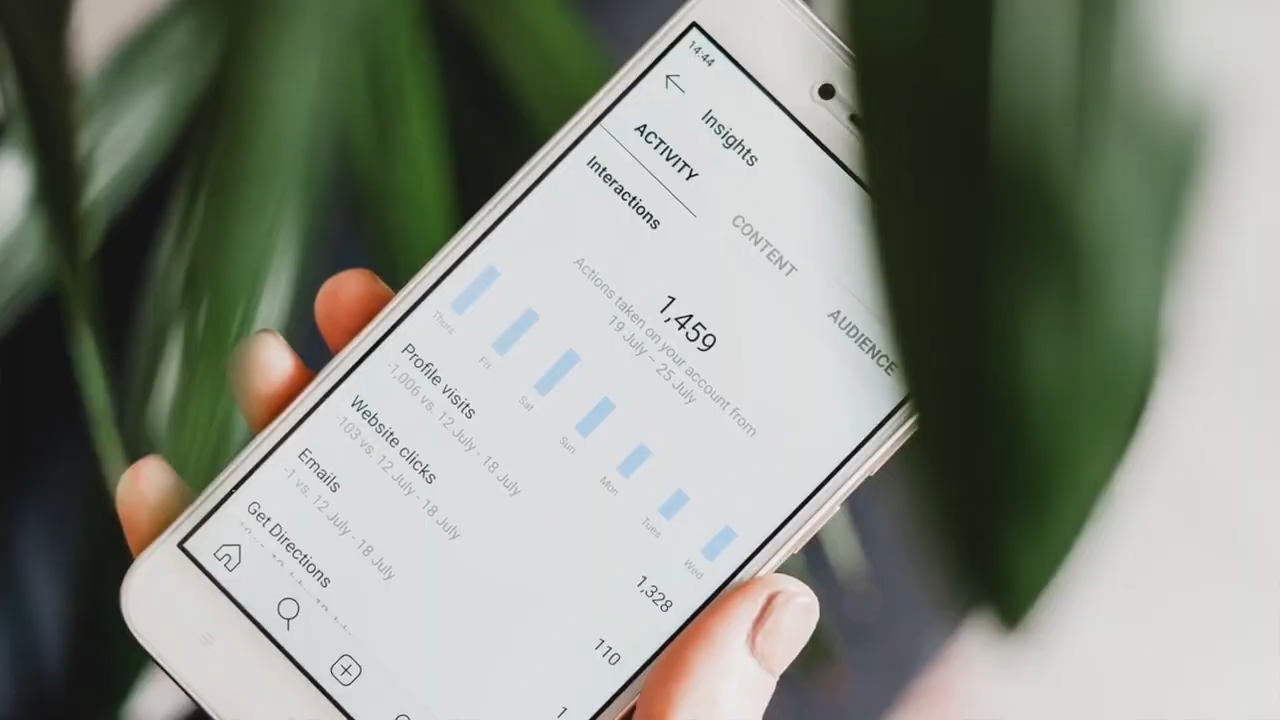 14:44
Insights
ACTIVITY
CONTENT
AUDIENCE
Interactions
1,459
Actions taken on your account from
19 July – 25 July
Thurs
Fri
Sat
Sun
Mon
Tues
Wed
Profile visits
-1,006 vs. 12 July - 18 July
1,328
Website clicks
-103 vs. 12 July - 18 July
110
Emails
-1 vs. 12 July - 18 July
1
Get Directions